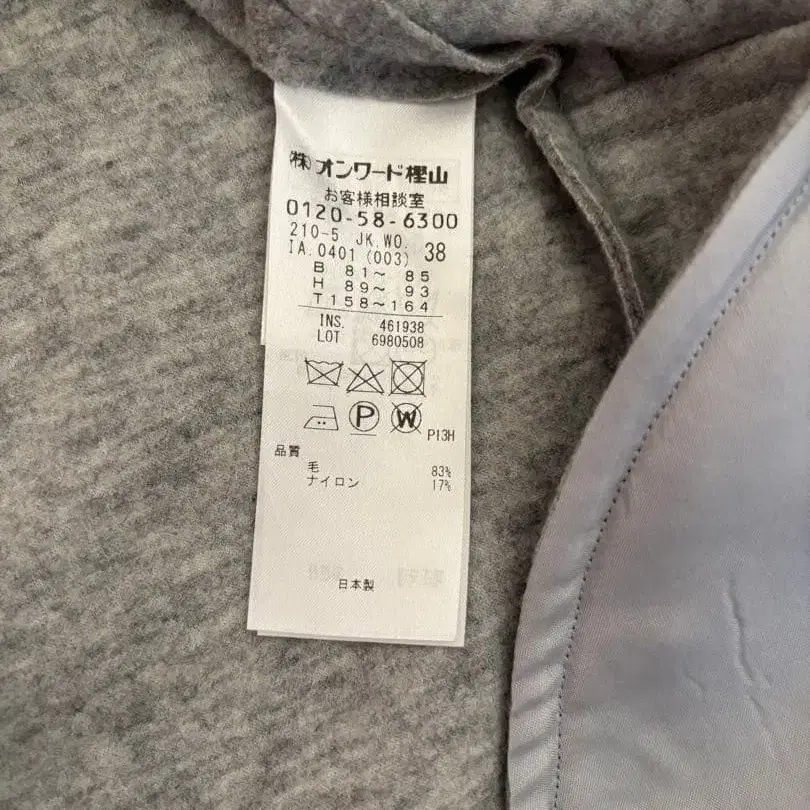 ㈱オンワード樫山
お客様相談室
0120-58-6300
210-5 JK.WO. 38
IA.0401 (003)
B 81～ 85
H 89～ 93
T 158～164
INS. 461938
LOT 6980508
P
W
P13H
品質
毛 83%
ナイロン 17%
日本製